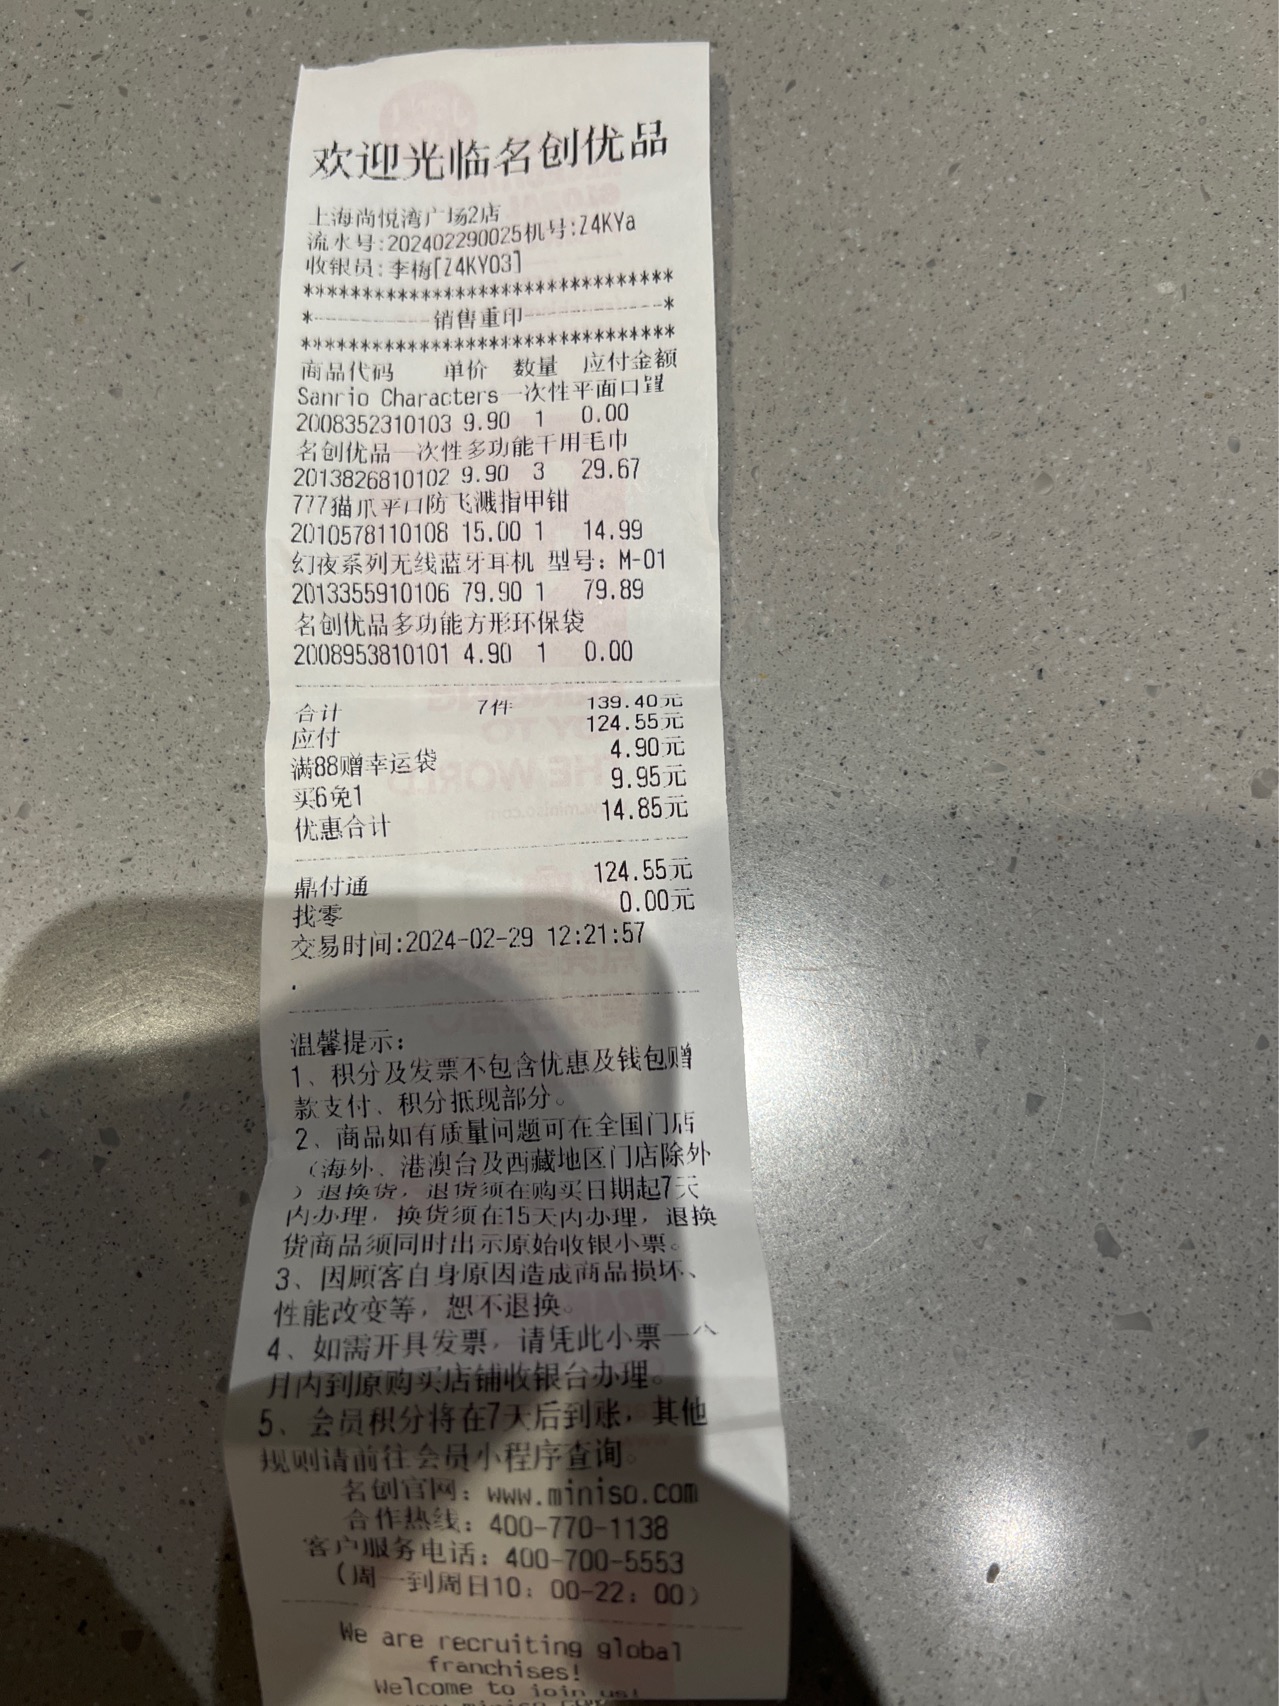 欢迎光临名创优品
上海尚悦湾广场2店
流水号:202402290025机号:Z4KYa
收银员:李梅[Z4KY03]
*******************************
*------------销售重印--------------*
*******************************
商品代码 单价 数量 应付金额
Sanrio Characters一次性平面口罩
2008352310103 9.90 1 0.00
名创优品一次性多功能干用毛巾
2013826810102 9.90 3 29.67
777猫爪平口防飞溅指甲钳
2010578110108 15.00 1 14.99
幻夜系列无线蓝牙耳机 型号：M-01
2013355910106 79.90 1 79.89
名创优品多功能方形环保袋
2008953810101 4.90 1 0.00
合计 7件 139.40元
应付 124.55元
满88赠幸运袋 4.90元
买6免1 9.95元
优惠合计 14.85元
鼎付通 124.55元
找零 0.00元
交易时间:2024-02-29 12:21:57
.
温馨提示：
1、积分及发票不包含优惠及钱包赠
款支付、积分抵现部分。
2、商品如有质量问题可在全国门店
（海外、港澳台及西藏地区门店除外
）退换货，退货须在购买日期起7天
内办理，换货须在15天内办理，退换
货商品须同时出示原始收银小票。
3、因顾客自身原因造成商品损坏、
性能改变等，恕不退换。
4、如需开具发票，请凭此小票一个
月内到原购买店铺收银台办理。
5、会员积分将在7天后到账，其他
规则请前往会员小程序查询。
名创官网：www.miniso.com
合作热线：400-770-1138
客户服务电话：400-700-5553
（周一到周日10：00-22：00）
We are recruiting global
franchises!
Welcome to join us!